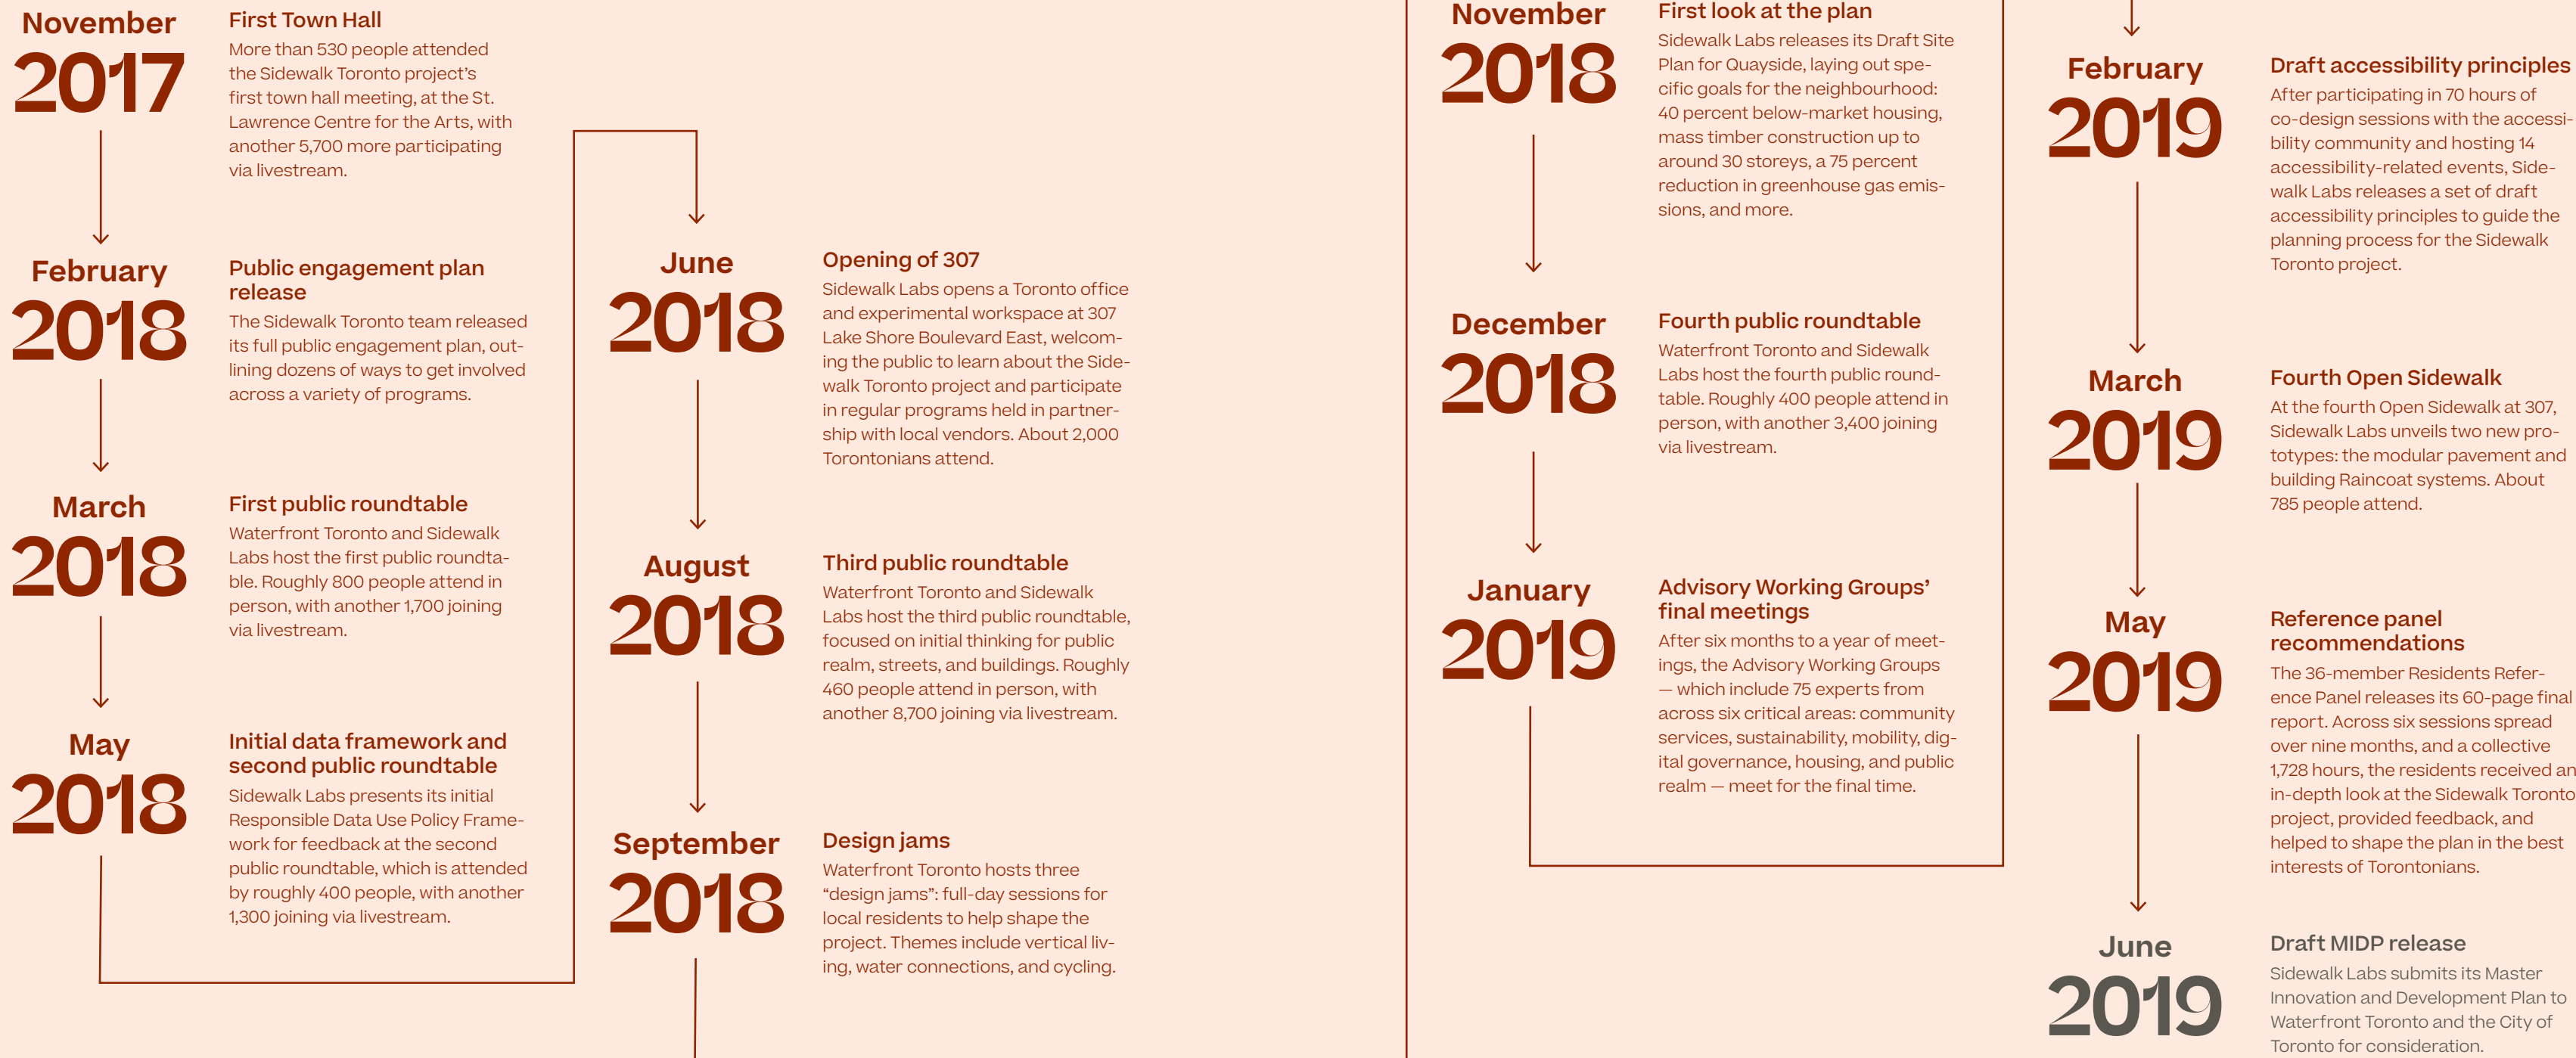 November
2017
First Town Hall
More than 530 people attended
the Sidewalk Toronto project’s
first town hall meeting, at the St.
Lawrence Centre for the Arts, with
another 5,700 more participating
via livestream.
February
2018
Public engagement plan
release
The Sidewalk Toronto team released
its full public engagement plan, out-
lining dozens of ways to get involved
across a variety of programs.
March
2018
First public roundtable
Waterfront Toronto and Sidewalk
Labs host the first public roundta-
ble. Roughly 800 people attend in
person, with another 1,700 joining
via livestream.
May
2018
Initial data framework and
second public roundtable
Sidewalk Labs presents its initial
Responsible Data Use Policy Frame-
work for feedback at the second
public roundtable, which is attended
by roughly 400 people, with another
1,300 joining via livestream.
June
2018
Opening of 307
Sidewalk Labs opens a Toronto office
and experimental workspace at 307
Lake Shore Boulevard East, welcom-
ing the public to learn about the Side-
walk Toronto project and participate
in regular programs held in partner-
ship with local vendors. About 2,000
Torontonians attend.
August
2018
Third public roundtable
Waterfront Toronto and Sidewalk
Labs host the third public roundtable,
focused on initial thinking for public
realm, streets, and buildings. Roughly
460 people attend in person, with
another 8,700 joining via livestream.
September
2018
Design jams
Waterfront Toronto hosts three
“design jams”: full-day sessions for
local residents to help shape the
project. Themes include vertical liv-
ing, water connections, and cycling.
November
2018
First look at the plan
Sidewalk Labs releases its Draft Site
Plan for Quayside, laying out spe-
cific goals for the neighbourhood:
40 percent below-market housing,
mass timber construction up to
around 30 storeys, a 75 percent
reduction in greenhouse gas emis-
sions, and more.
December
2018
Fourth public roundtable
Waterfront Toronto and Sidewalk
Labs host the fourth public round-
table. Roughly 400 people attend in
person, with another 3,400 joining
via livestream.
January
2019
Advisory Working Groups’
final meetings
After six months to a year of meet-
ings, the Advisory Working Groups
— which include 75 experts from
across six critical areas: community
services, sustainability, mobility, dig-
ital governance, housing, and public
realm — meet for the final time.
February
2019
Draft accessibility principles
After participating in 70 hours of
co-design sessions with the accessi-
bility community and hosting 14
accessibility-related events, Side-
walk Labs releases a set of draft
accessibility principles to guide the
planning process for the Sidewalk
Toronto project.
March
2019
Fourth Open Sidewalk
At the fourth Open Sidewalk at 307,
Sidewalk Labs unveils two new pro-
totypes: the modular pavement and
building Raincoat systems. About
785 people attend.
May
2019
Reference panel
recommendations
The 36-member Residents Refer-
ence Panel releases its 60-page final
report. Across six sessions spread
over nine months, and a collective
1,728 hours, the residents received an
in-depth look at the Sidewalk Toronto
project, provided feedback, and
helped to shape the plan in the best
interests of Torontonians.
June
2019
Draft MIDP release
Sidewalk Labs submits its Master
Innovation and Development Plan to
Waterfront Toronto and the City of
Toronto for consideration.